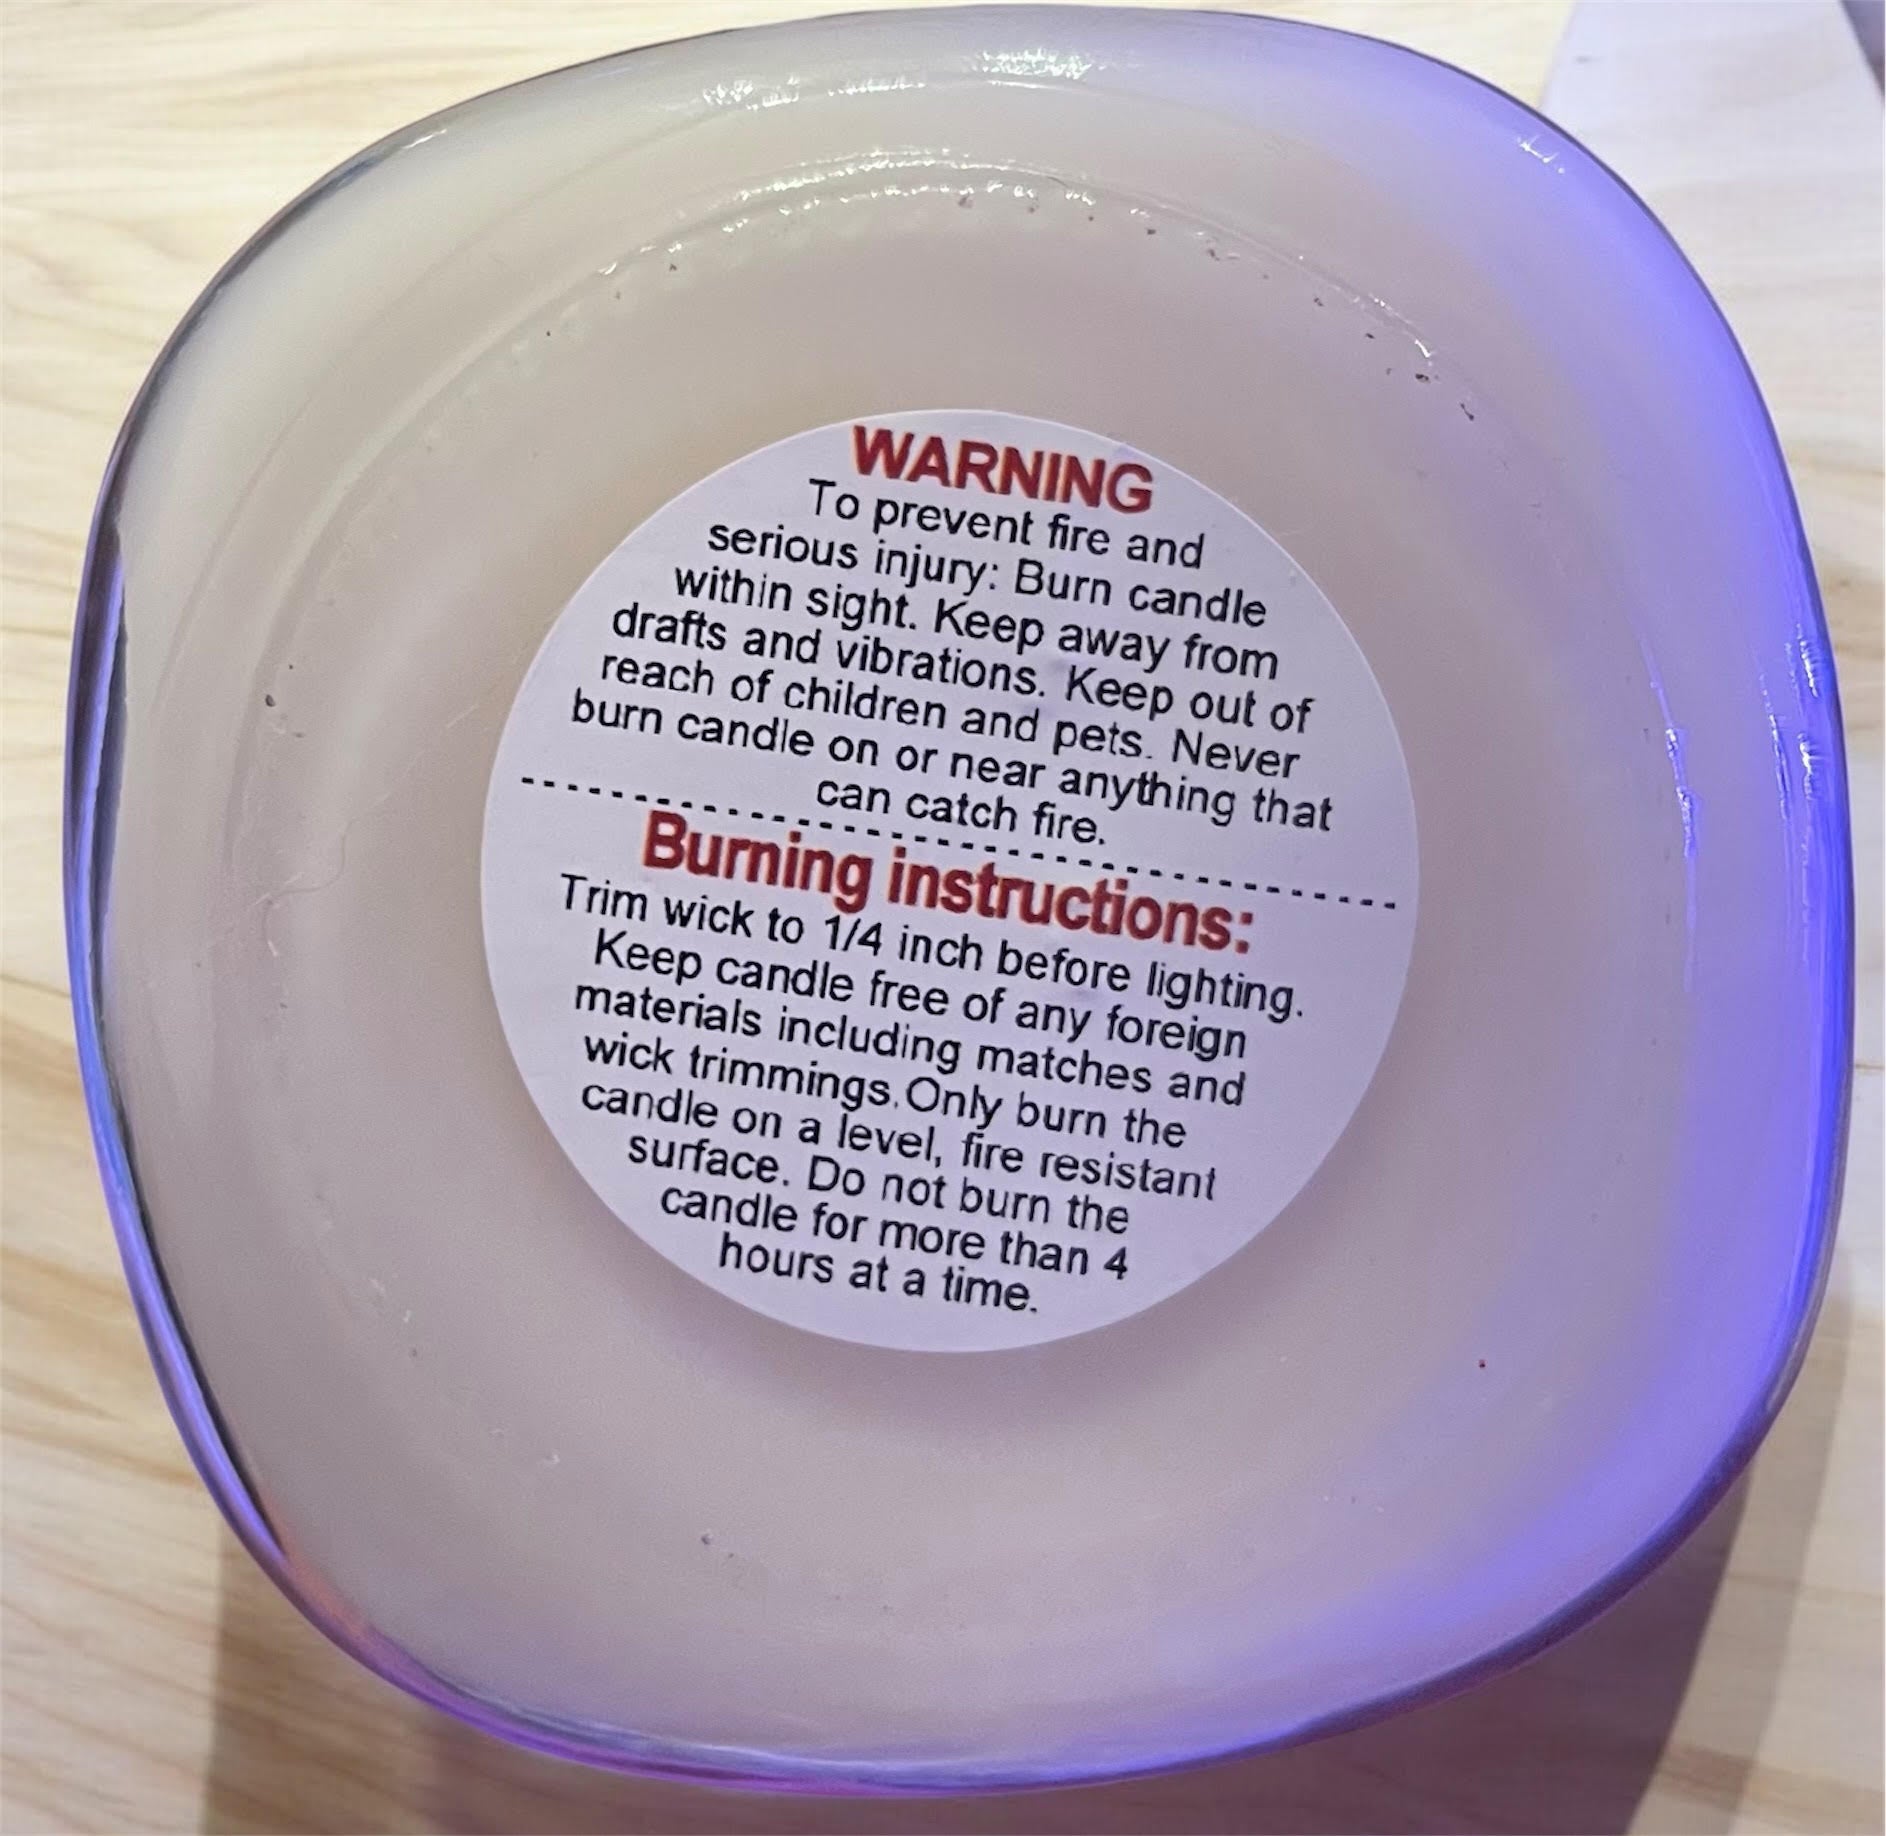 WARNING
To prevent fire and
serious injury: Burn candle
within sight. Keep away from
drafts and vibrations. Keep out of
reach of children and pets. Never
burn candle on or near anything that
can catch fire.
Burning instructions:
Trim wick to 1/4 inch before lighting.
Keep candle free of any foreign
materials including matches and
wick trimmings.Only burn the
candle on a level, fire resistant
surface. Do not burn the
candle for more than 4
hours at a time.